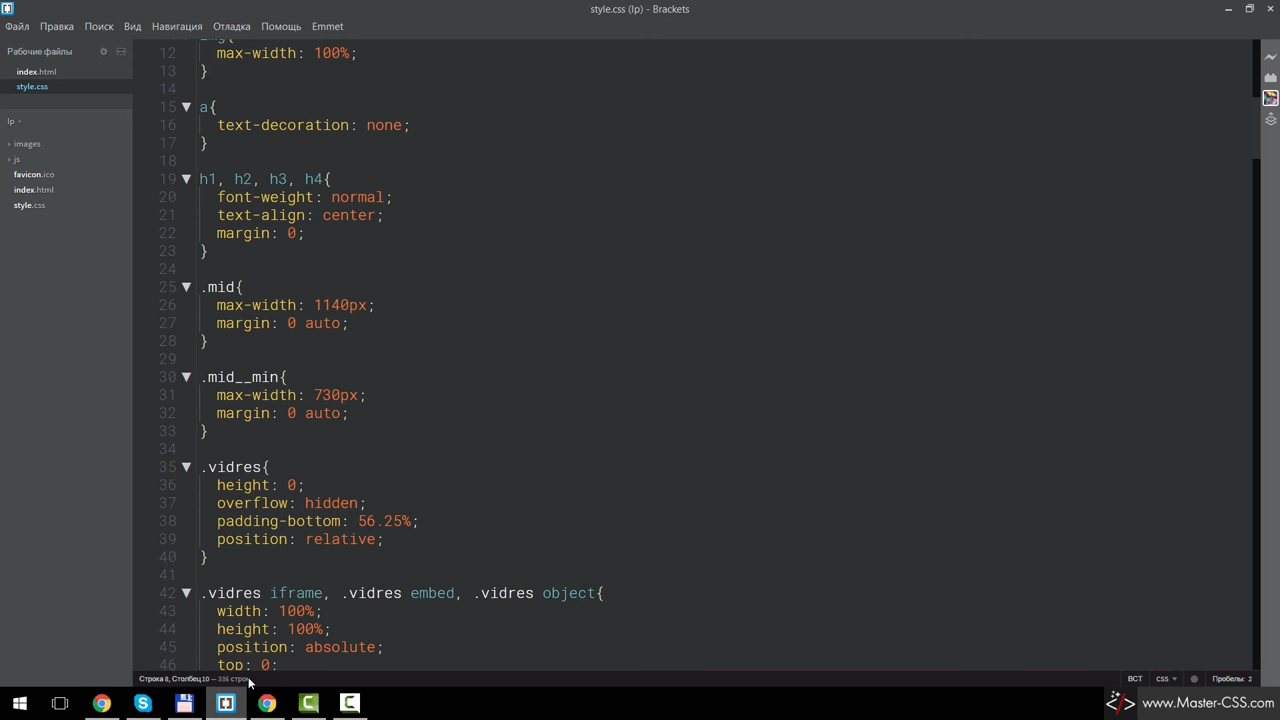 style.css (lp) - Brackets
Файл Правка Поиск Вид Навигация Отладка Помощь Emmet
Рабочие файлы
index.html
style.css
lp
images
js
favicon.ico
index.html
style.css
img{
12 max-width: 100%;
13 }
14
15 a{
16 text-decoration: none;
17 }
18
19 h1, h2, h3, h4{
20 font-weight: normal;
21 text-align: center;
22 margin: 0;
23 }
24
25 .mid{
26 max-width: 1140px;
27 margin: 0 auto;
28 }
29
30 .mid__min{
31 max-width: 730px;
32 margin: 0 auto;
33 }
34
35 .vidres{
36 height: 0;
37 overflow: hidden;
38 padding-bottom: 56.25%;
39 position: relative;
40 }
41
42 .vidres iframe, .vidres embed, .vidres object{
43 width: 100%;
44 height: 100%;
45 position: absolute;
46 top: 0;
Строка 8, Столбец 10 — 336 строк
ВСТ CSS Пробелы: 2
www.Master-CSS.com